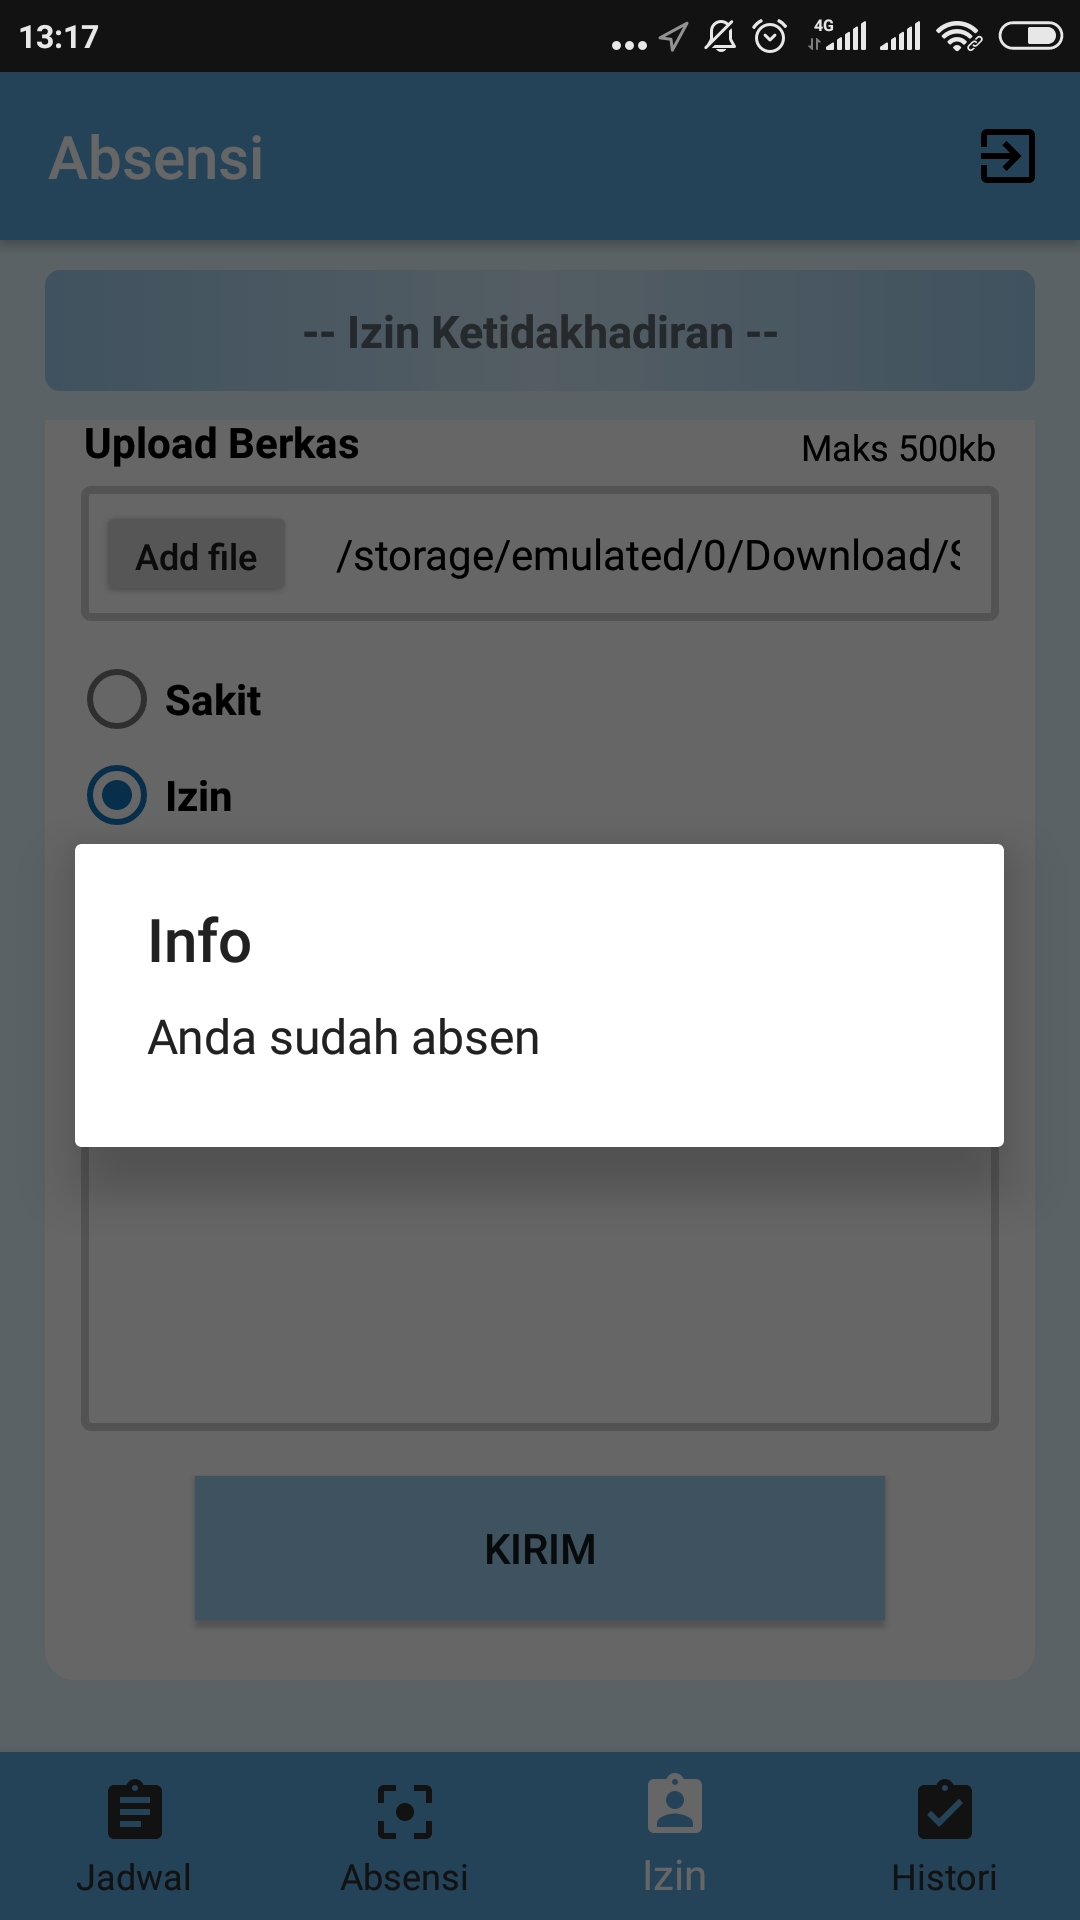 13:17
4G
Absensi
-- Izin Ketidakhadiran --
Upload Berkas
Maks 500kb
Add file
/storage/emulated/0/Download/S
Sakit
Izin
Info
Anda sudah absen
KIRIM
Jadwal
Absensi
Izin
Histori